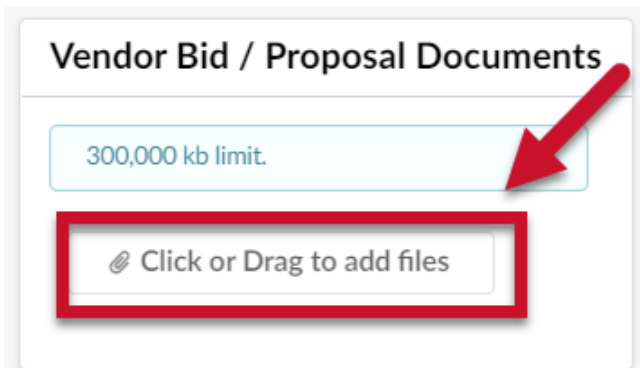 Vendor Bid / Proposal Documents
300,000 kb limit.
Click or Drag to add files